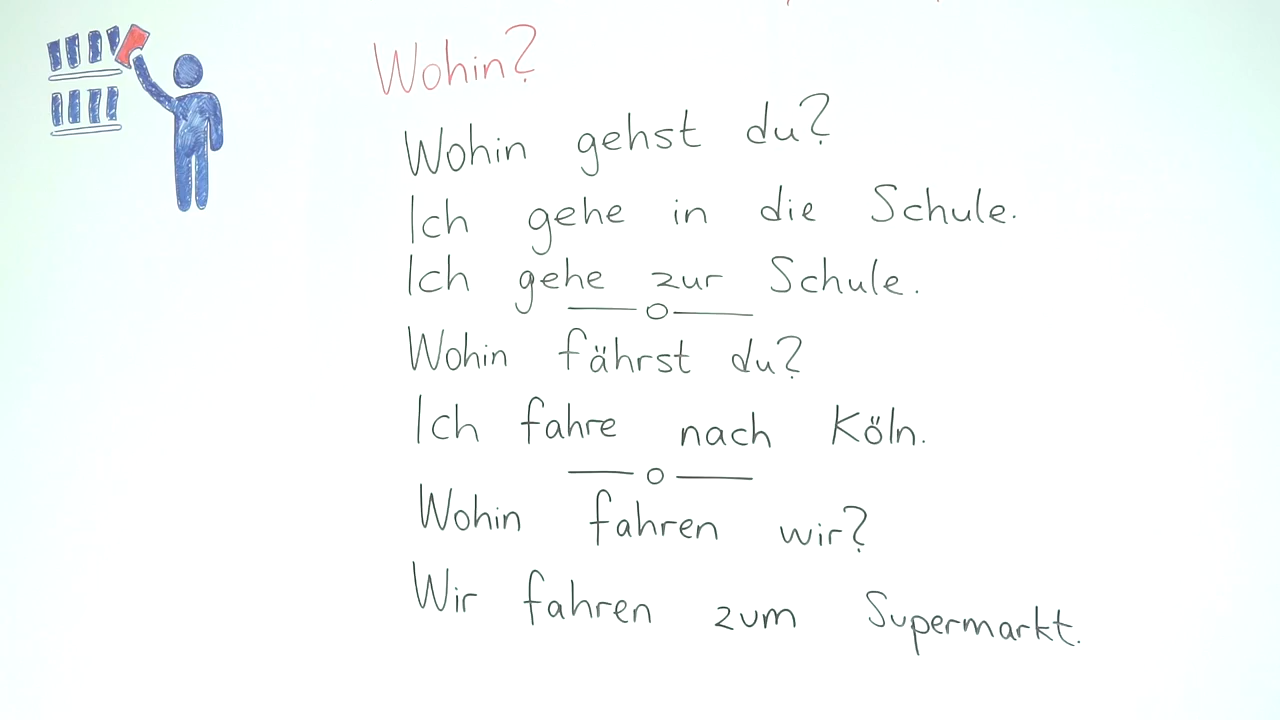 Wohin?
Wohin gehst du?
Ich gehe in die Schule.
Ich gehe zur Schule.
Wohin fährst du?
Ich fahre nach Köln.
Wohin fahren wir?
Wir fahren zum Supermarkt.